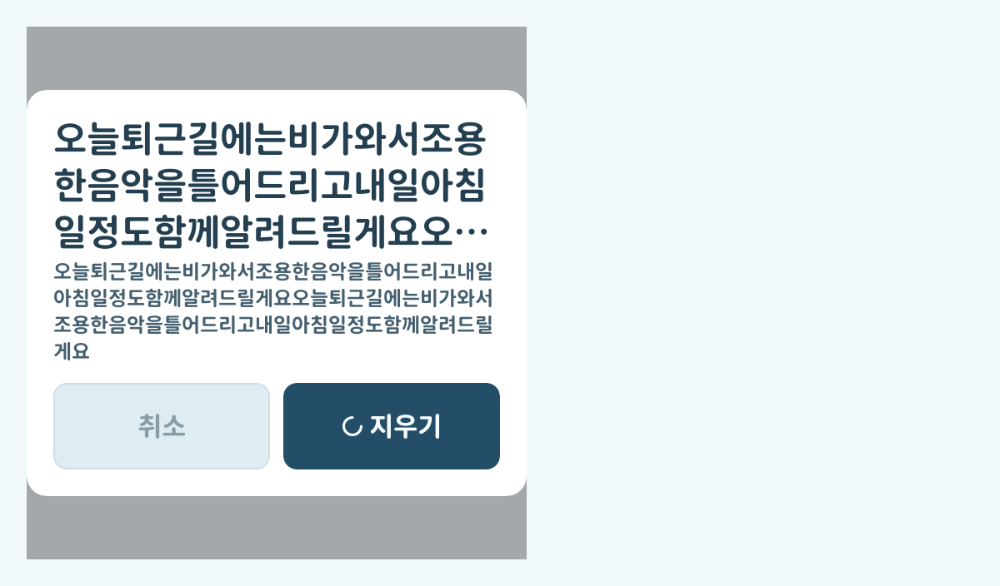 오늘퇴근길에는비가와서조용
한음악을틀어드리고내일아침
일정도함께알려드릴게요오…
오늘퇴근길에는비가와서조용한음악을틀어드리고내일
아침일정도함께알려드릴게요오늘퇴근길에는비가와서
조용한음악을틀어드리고내일아침일정도함께알려드릴
게요
취소
지우기